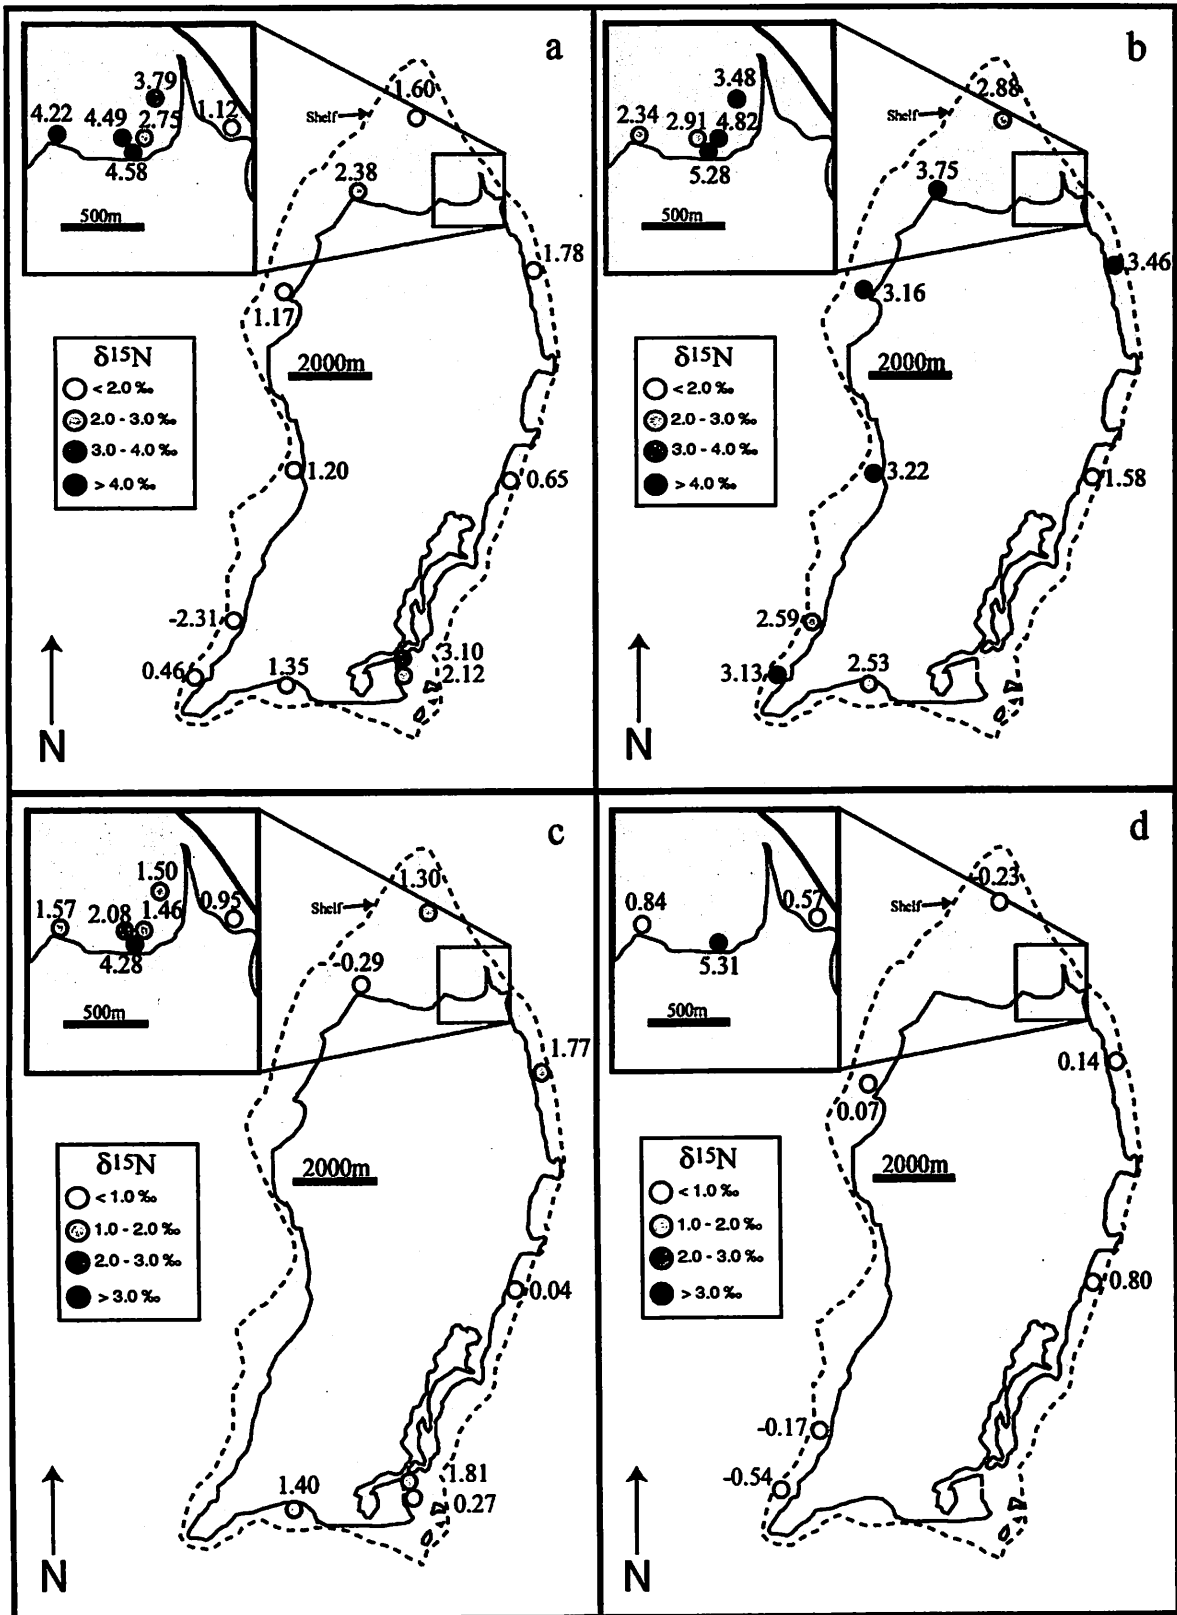 a
3.79
4.22
4.49
2.75
1.12
4.58
500m
1.60
Shelf
2.38
1.78
1.17
2000m
δ15N
< 2.0 ‰
2.0 - 3.0 ‰
3.0 - 4.0 ‰
> 4.0 ‰
1.20
0.65
-2.31
0.46
1.35
3.10
2.12
N
b
3.48
2.34
2.91
4.82
5.28
500m
2.88
Shelf
3.75
3.46
3.16
2000m
δ15N
< 2.0 ‰
2.0 - 3.0 ‰
3.0 - 4.0 ‰
> 4.0 ‰
3.22
1.58
2.59
3.13
2.53
N
c
1.50
1.57
2.08
1.46
0.95
4.28
500m
1.30
Shelf
-0.29
1.77
2000m
δ15N
< 1.0 ‰
1.0 - 2.0 ‰
2.0 - 3.0 ‰
> 3.0 ‰
0.04
1.40
1.81
0.27
N
d
0.84
0.57
5.31
500m
-0.23
Shelf
0.14
0.07
2000m
δ15N
< 1.0 ‰
1.0 - 2.0 ‰
2.0 - 3.0 ‰
> 3.0 ‰
0.80
-0.17
-0.54
N